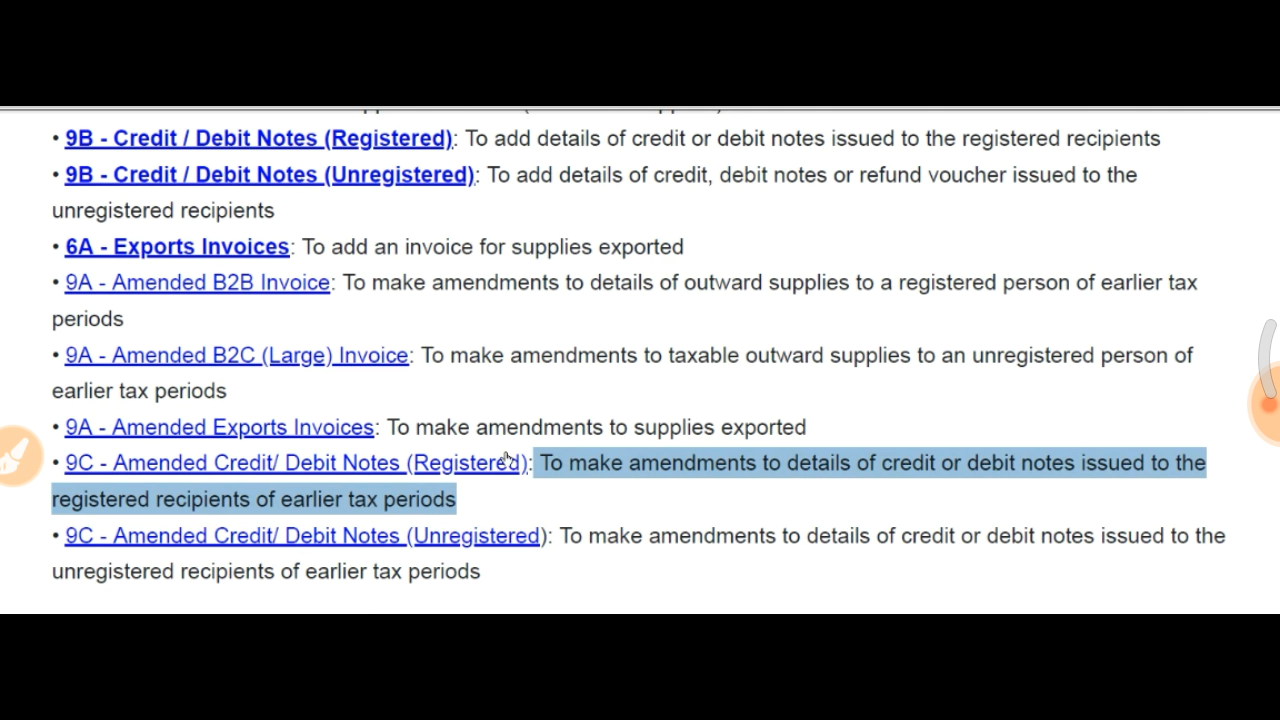 • 9B - Credit / Debit Notes (Registered): To add details of credit or debit notes issued to the registered recipients
• 9B - Credit / Debit Notes (Unregistered): To add details of credit, debit notes or refund voucher issued to the
unregistered recipients
• 6A - Exports Invoices: To add an invoice for supplies exported
• 9A - Amended B2B Invoice: To make amendments to details of outward supplies to a registered person of earlier tax
periods
• 9A - Amended B2C (Large) Invoice: To make amendments to taxable outward supplies to an unregistered person of
earlier tax periods
• 9A - Amended Exports Invoices: To make amendments to supplies exported
• 9C - Amended Credit/ Debit Notes (Registered): To make amendments to details of credit or debit notes issued to the
registered recipients of earlier tax periods
• 9C - Amended Credit/ Debit Notes (Unregistered): To make amendments to details of credit or debit notes issued to the
unregistered recipients of earlier tax periods